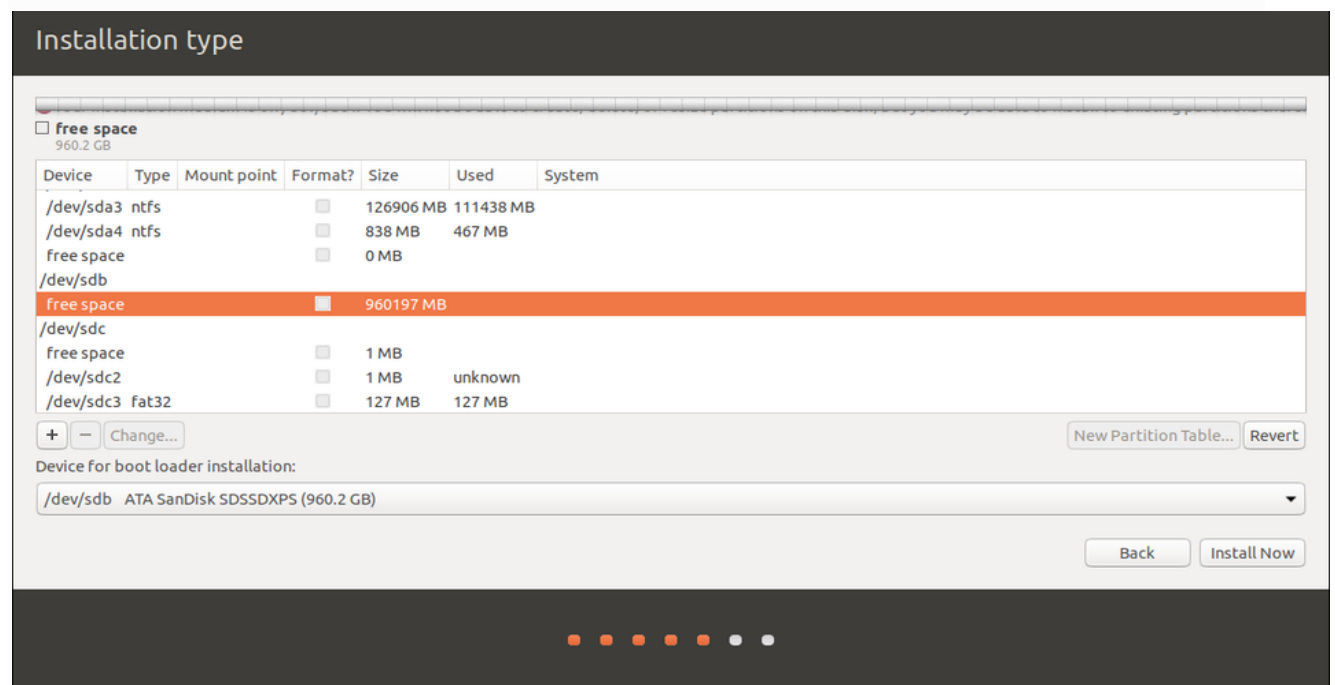 Installation type
free space
960.2 GB
Device Type Mount point Format? Size Used System
/dev/sda3 ntfs 126906 MB 111438 MB
/dev/sda4 ntfs 838 MB 467 MB
free space 0 MB
/dev/sdb
free space 960197 MB
/dev/sdc
free space 1 MB
/dev/sdc2 1 MB unknown
/dev/sdc3 fat32 127 MB 127 MB
+ − Change... New Partition Table... Revert
Device for boot loader installation:
/dev/sdb ATA SanDisk SDSSDXPS (960.2 GB)
Back Install Now